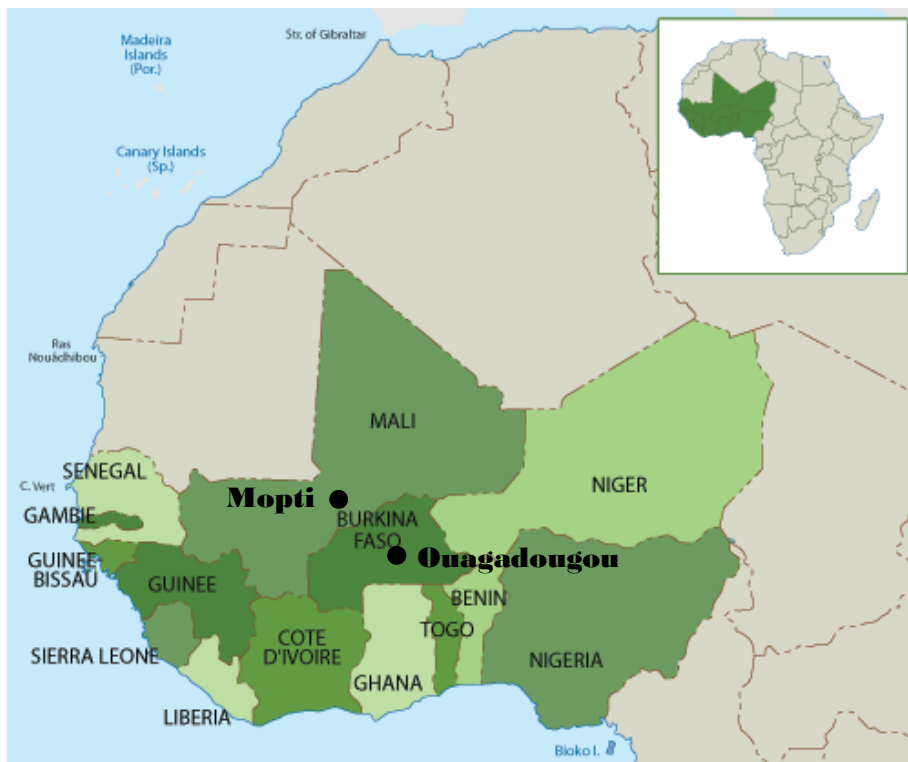 Str. of Gibraltar
Madeira
Islands
(Por.)
Canary Islands
(Sp.)
Ras
Nouâdhibou
MALI
SENEGAL
C. Vert
NIGER
Mopti
GAMBIE
BURKINA
FASO
Ouagadougou
GUINEE-
BISSAU
GUINEE
BENIN
TOGO
COTE
D'IVOIRE
SIERRA LEONE
NIGERIA
GHANA
LIBERIA
Bioko I.